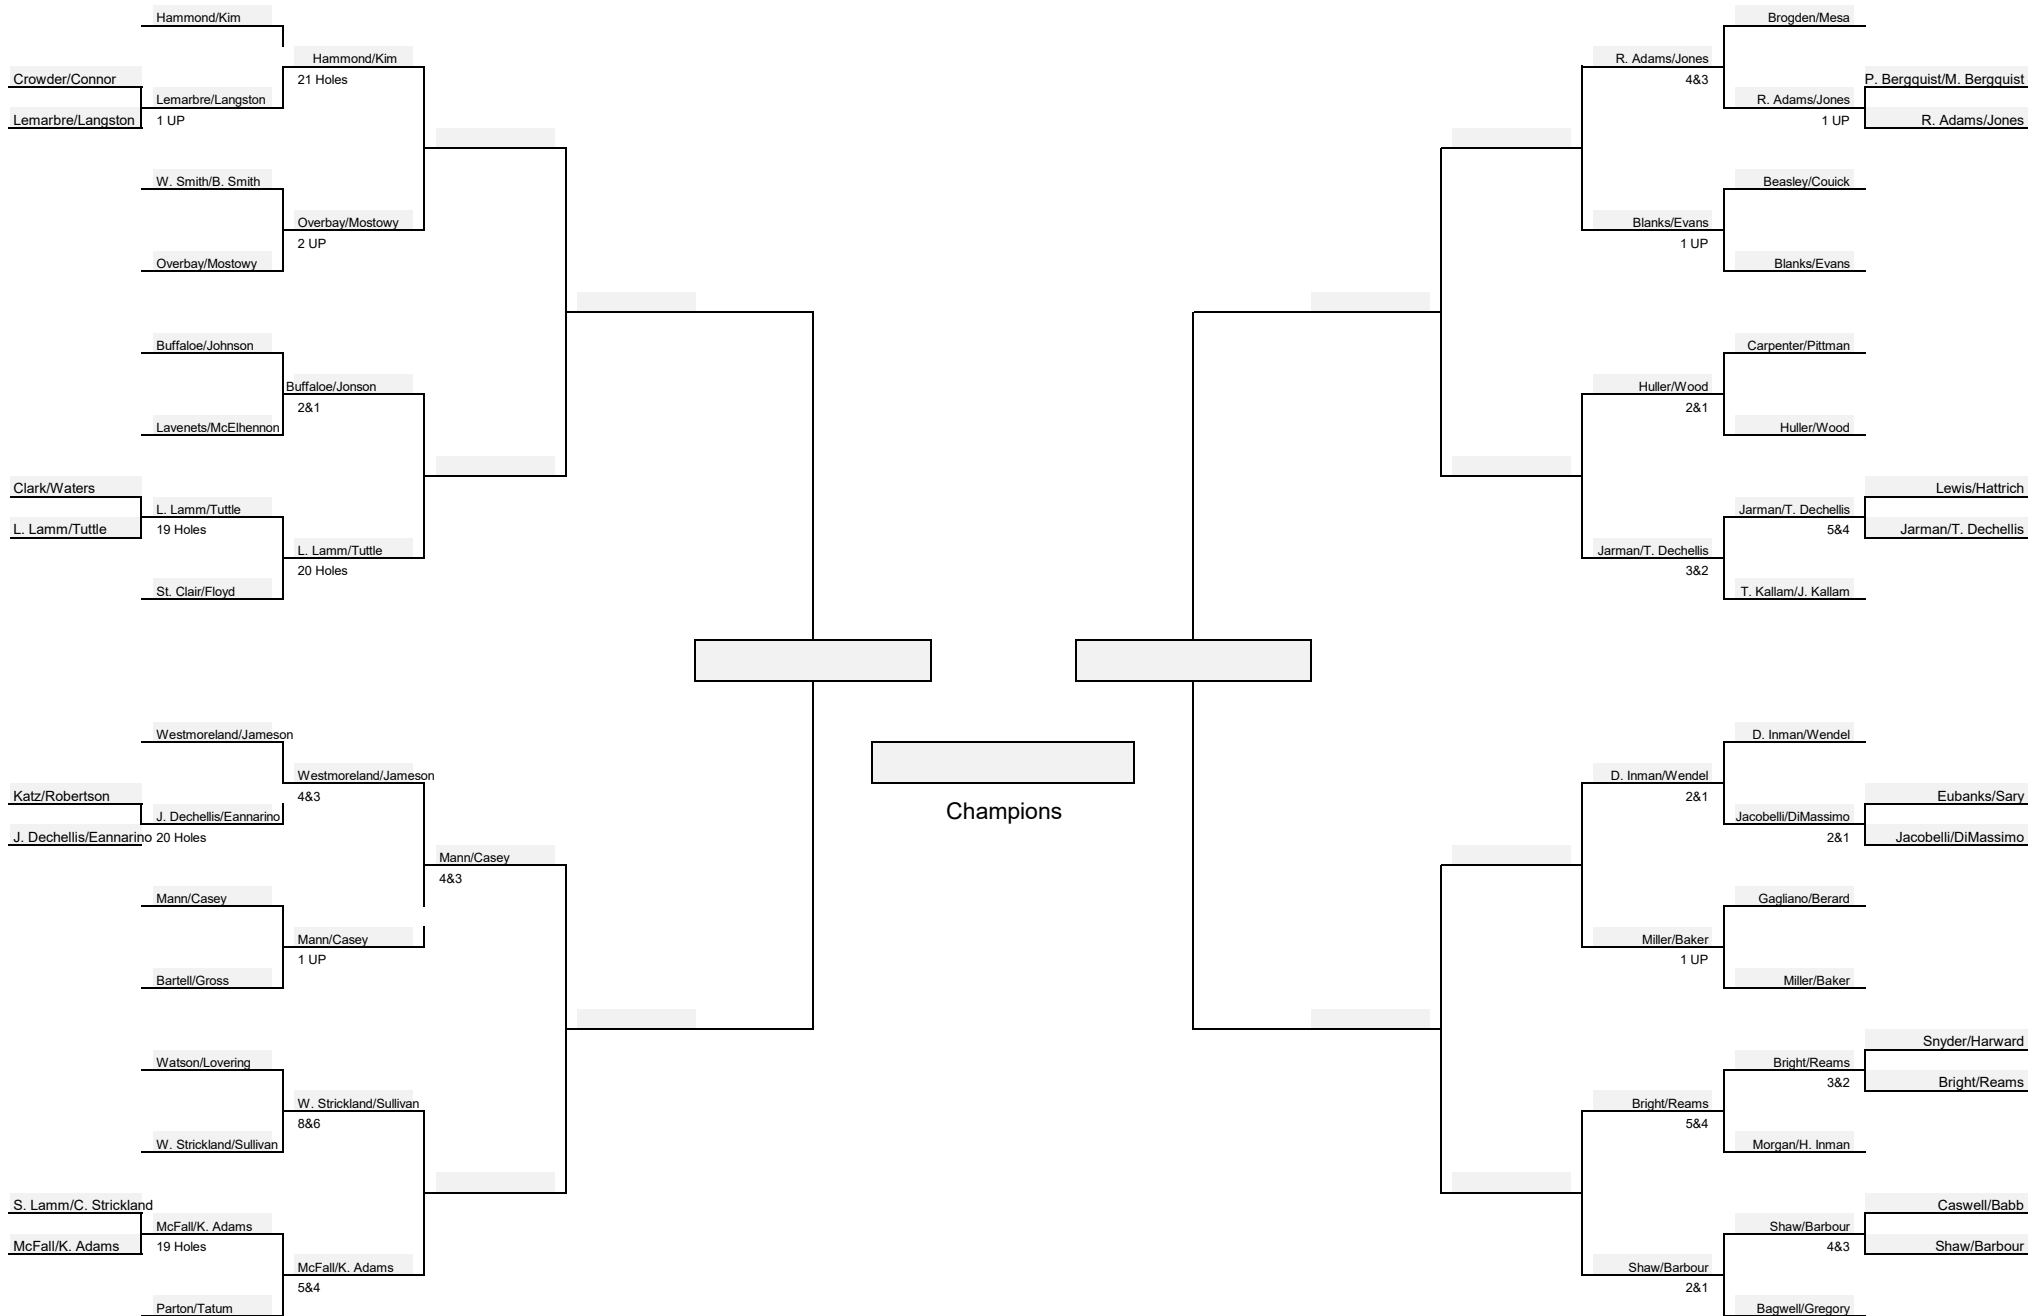 Hammond/Kim
Hammond/Kim
Crowder/Connor
21 Holes
Lemarbre/Langston
Lemarbre/Langston
1 UP
W. Smith/B. Smith
Overbay/Mostowy
2 UP
Overbay/Mostowy
Buffaloe/Johnson
Buffaloe/Jonson
2&1
Lavenets/McElhennon
Clark/Waters
L. Lamm/Tuttle
L. Lamm/Tuttle
19 Holes
L. Lamm/Tuttle
20 Holes
St. Clair/Floyd
Westmoreland/Jameson
Westmoreland/Jameson
Katz/Robertson
4&3
J. Dechellis/Eannarino
J. Dechellis/Eannarino
20 Holes
Mann/Casey
4&3
Mann/Casey
Mann/Casey
1 UP
Bartell/Gross
Watson/Lovering
W. Strickland/Sullivan
8&6
W. Strickland/Sullivan
S. Lamm/C. Strickland
McFall/K. Adams
McFall/K. Adams
19 Holes
McFall/K. Adams
5&4
Parton/Tatum
Champions
Brogden/Mesa
R. Adams/Jones
4&3
P. Bergquist/M. Bergquist
R. Adams/Jones
1 UP
R. Adams/Jones
Beasley/Couick
Blanks/Evans
1 UP
Blanks/Evans
Carpenter/Pittman
Huller/Wood
2&1
Huller/Wood
Lewis/Hattrich
Jarman/T. Dechellis
5&4
Jarman/T. Dechellis
Jarman/T. Dechellis
3&2
T. Kallam/J. Kallam
D. Inman/Wendel
D. Inman/Wendel
2&1
Eubanks/Sary
Jacobelli/DiMassimo
2&1
Jacobelli/DiMassimo
Gagliano/Berard
Miller/Baker
1 UP
Miller/Baker
Snyder/Harward
Bright/Reams
3&2
Bright/Reams
Bright/Reams
5&4
Morgan/H. Inman
Caswell/Babb
Shaw/Barbour
4&3
Shaw/Barbour
Shaw/Barbour
2&1
Bagwell/Gregory